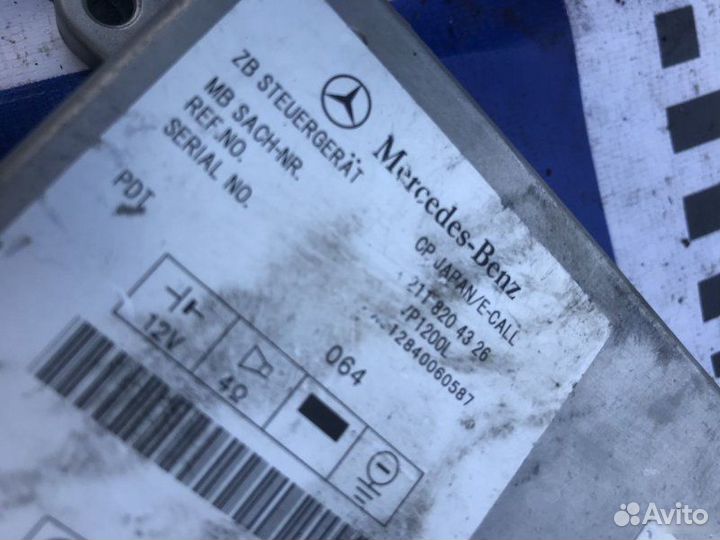 Mercedes-Benz
ZB STEUERGERÄT CP JAPAN/E-CALL
MB SACH-NR. 211 820 43 26
REF.NO. JP1200L
SERIAL NO. 12840060587
PDI 064
12V
4Ω
Avito